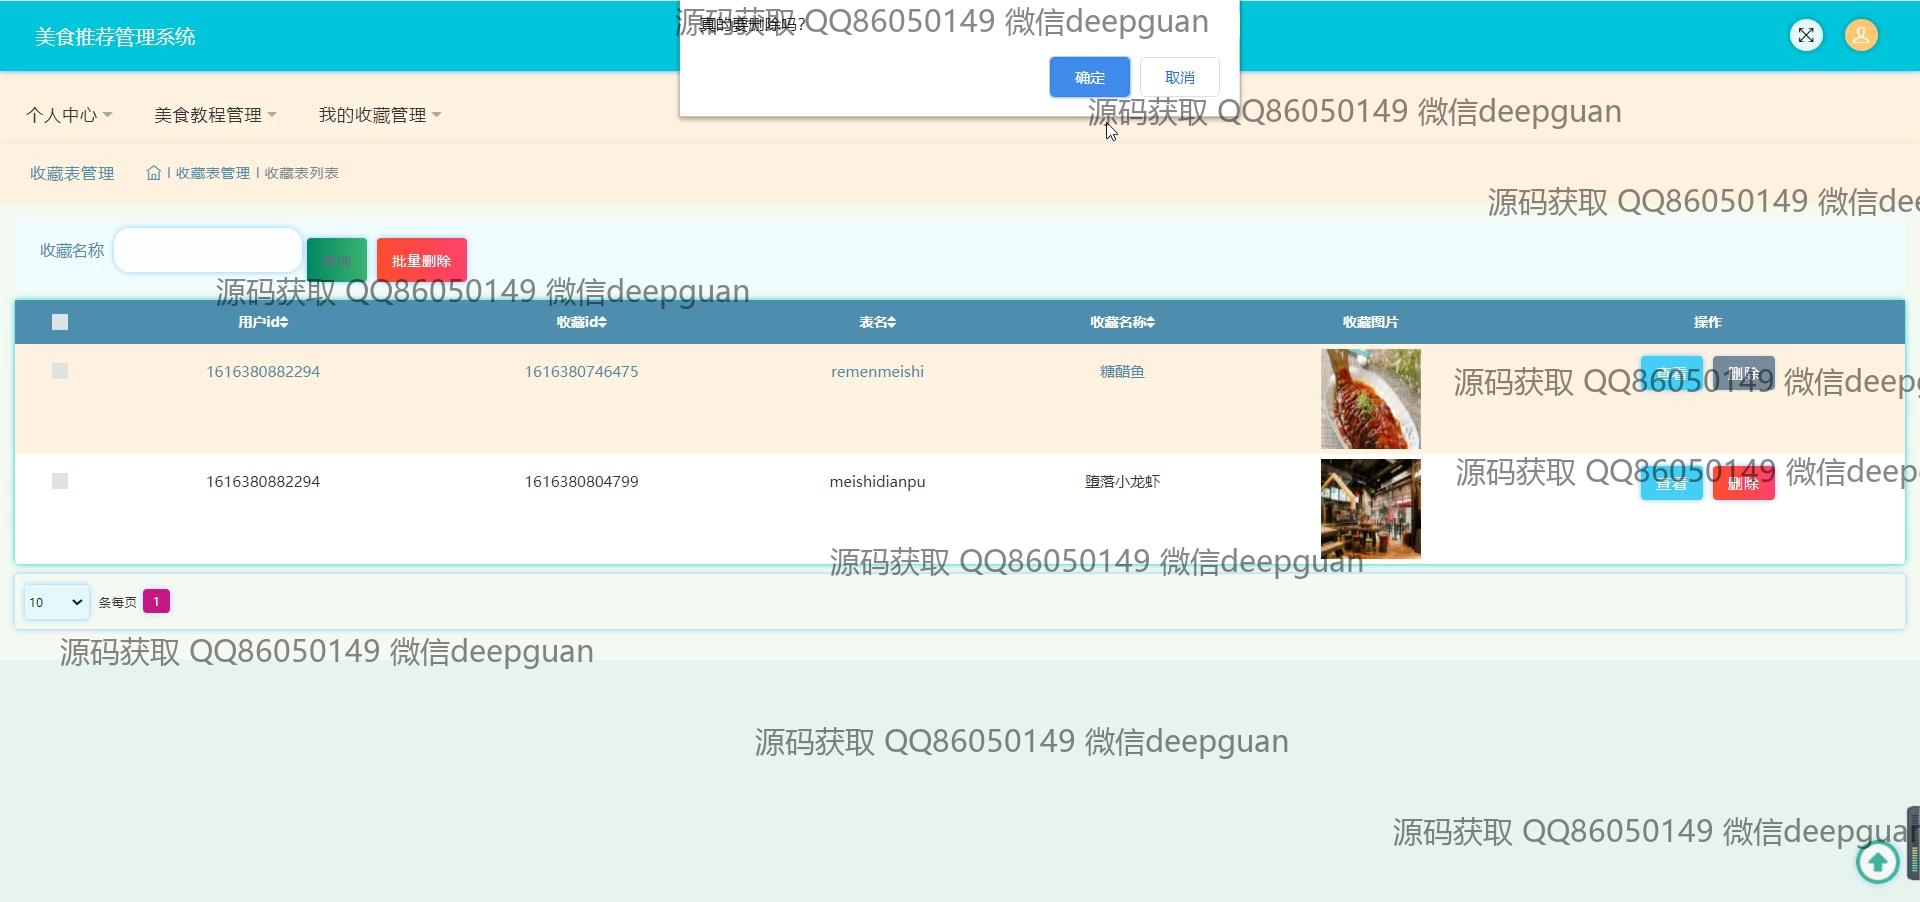 真的要删除吗?
源码获取 QQ86050149 微信deepguan
美食推荐管理系统
确定
取消
个人中心
美食教程管理
我的收藏管理
源码获取 QQ86050149 微信deepguan
收藏表管理
收藏表管理
收藏表列表
源码获取 QQ86050149 微信dee
收藏名称
查询
批量删除
源码获取 QQ86050149 微信deepguan
用户id
收藏id
表名
收藏名称
收藏图片
操作
1616380882294
1616380746475
remenmeishi
糖醋鱼
查看
删除
源码获取 QQ86050149 微信deepg
1616380882294
1616380804799
meishidianpu
堕落小龙虾
查看
删除
源码获取 QQ86050149 微信deep
源码获取 QQ86050149 微信deepguan
10
条每页
1
源码获取 QQ86050149 微信deepguan
源码获取 QQ86050149 微信deepguan
源码获取 QQ86050149 微信deepguan